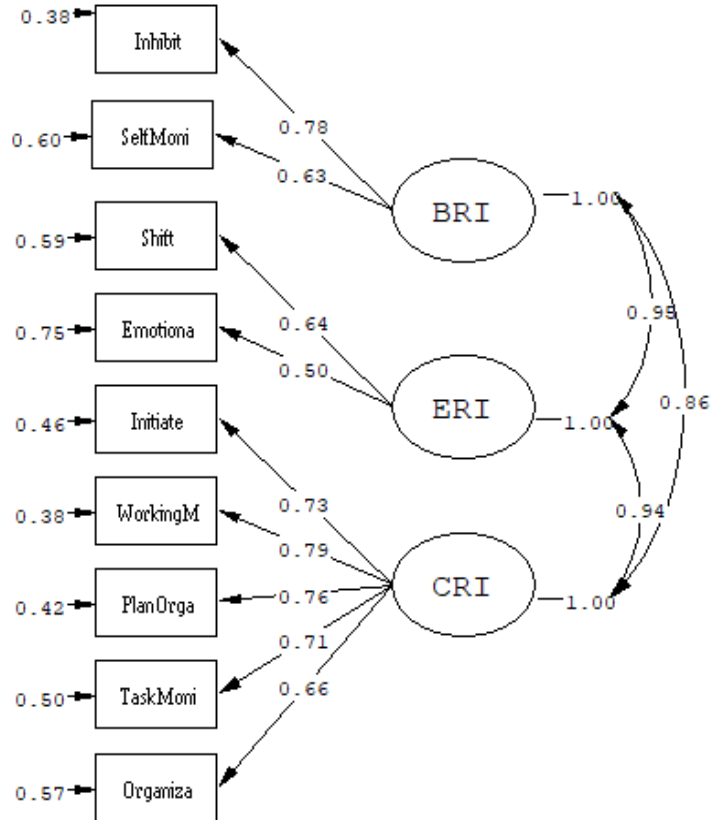 0.38 Inhibit
0.78
0.60 SelfMoni
0.63
BRI 1.00
0.59 Shift
0.64
0.75 Emotiona
0.50
ERI 1.00
0.86
0.46 Initiate
0.73
0.94
0.38 WorkingM
0.79
CRI 1.00
0.42 PlanOrga
0.76
0.71
0.50 TaskMoni
0.66
0.57 Organiza